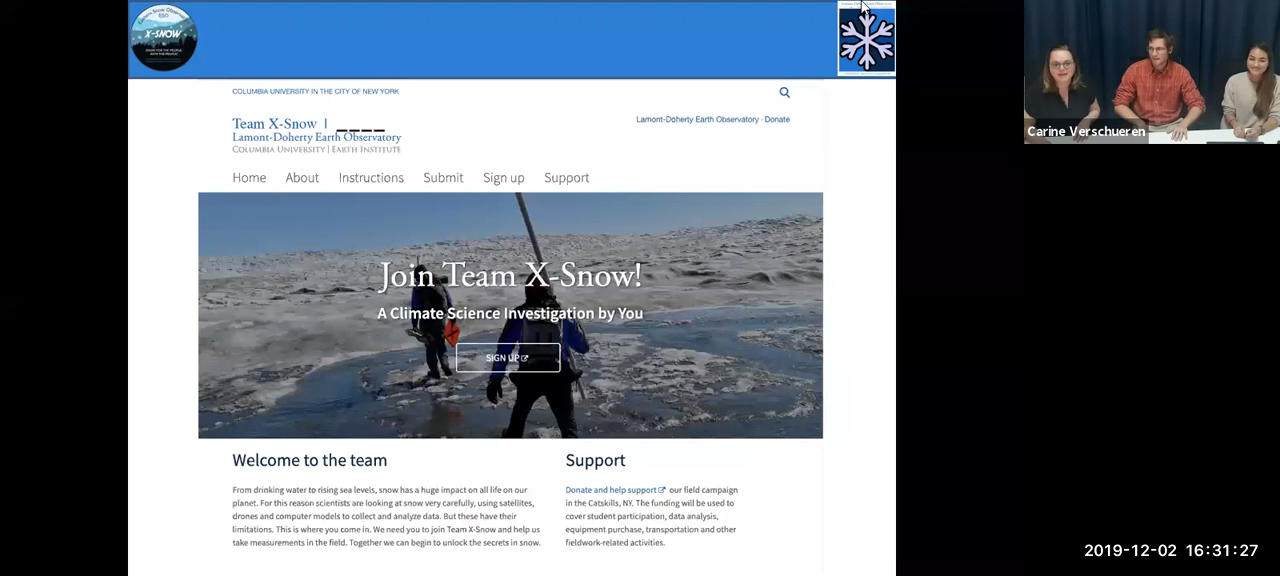 X-SNOW
COLUMBIA UNIVERSITY IN THE CITY OF NEW YORK
Team X-Snow |
Lamont-Doherty Earth Observatory
COLUMBIA UNIVERSITY | EARTH INSTITUTE
Lamont-Doherty Earth Observatory · Donate
Home About Instructions Submit Sign up Support
Join Team X-Snow!
A Climate Science Investigation by You
SIGN UP
Welcome to the team
From drinking water to rising sea levels, snow has a huge impact on all life on our
planet. For this reason scientists are looking at snow very carefully, using satellites,
drones and computer models to collect and analyze data. But these have their
limitations. This is where you come in. We need you to join Team X-Snow and help us
take measurements in the field. Together we can begin to unlock the secrets in snow.
Support
Donate and help support our field campaign
in the Catskills, NY. The funding will be used to
cover student participation, data analysis,
equipment purchase, transportation and other
fieldwork-related activities.
Carine Verschueren
2019-12-02 16:31:27